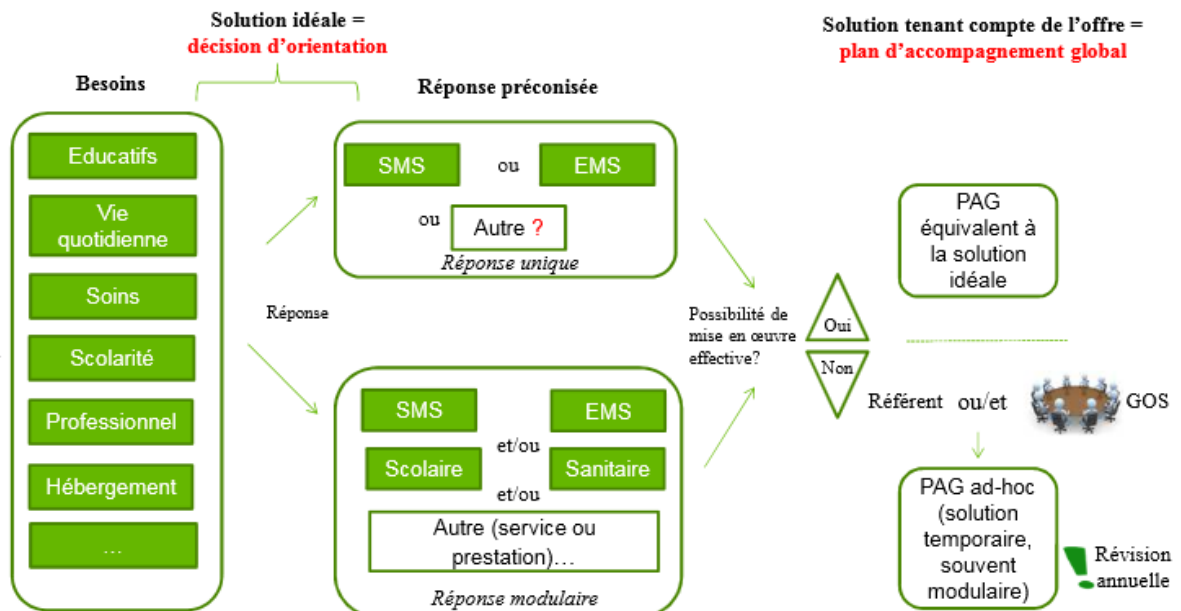 Solution idéale =
décision d'orientation
Solution tenant compte de l'offre =
plan d'accompagnement global
Besoins
Réponse préconisée
Educatifs
Vie
quotidienne
Soins
Scolarité
Professionnel
Hébergement
...
Réponse
SMS
ou
EMS
ou
Autre ?
Réponse unique
SMS
EMS
et/ou
Scolaire
Sanitaire
et/ou
Autre (service ou
prestation)...
Réponse modulaire
Possibilité de
mise en œuvre
effective?
Oui
Non
PAG
équivalent à
la solution
idéale
Référent ou/et GOS
PAG ad-hoc
(solution
temporaire,
souvent
modulaire)
Révision
annuelle